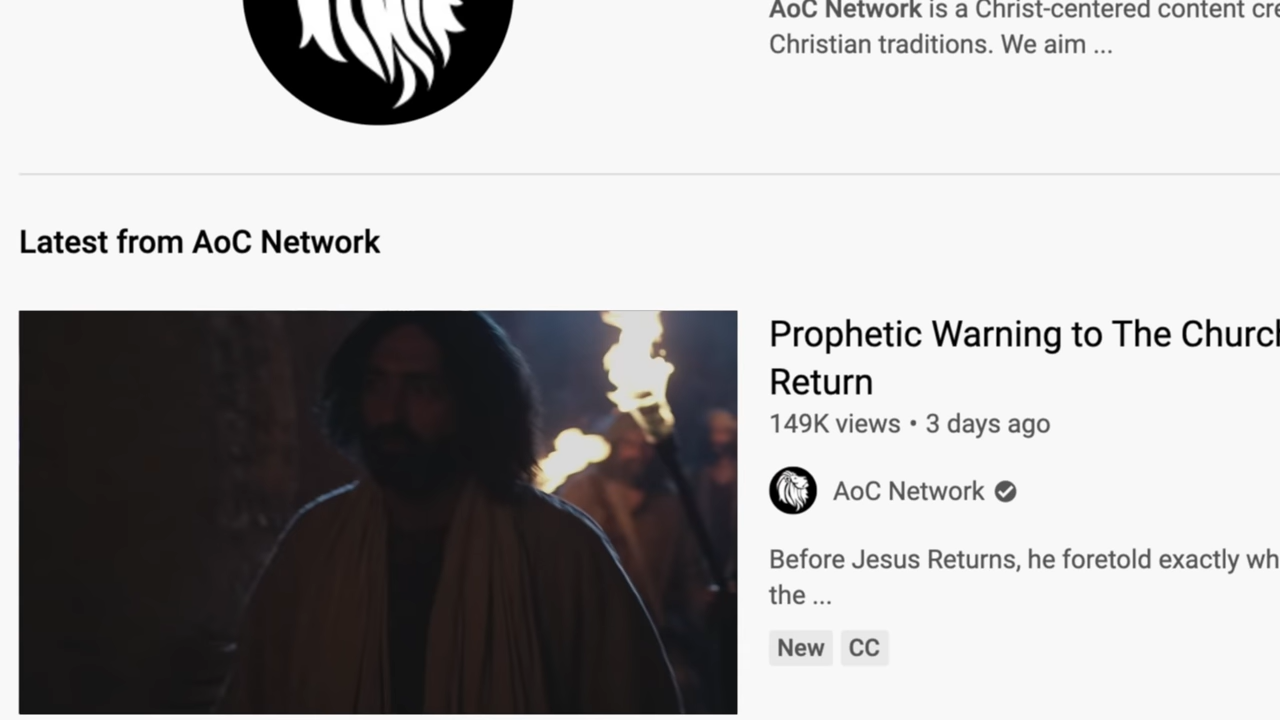 AoC Network is a Christ-centered content cre
Christian traditions. We aim ...
Latest from AoC Network
Prophetic Warning to The Church
Return
149K views • 3 days ago
AoC Network
Before Jesus Returns, he foretold exactly wh
the ...
New CC